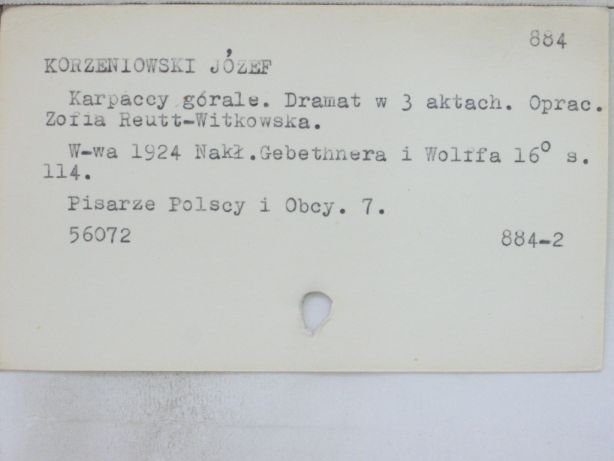 884
KORZENIOWSKI JÓZEF
Karpaccy górale. Dramat w 3 aktach. Oprac.
Zofia Reutt-Witkowska.
W-wa 1924 Nakł.Gebethnera i Wolffa 16° s.
114.
Pisarze Polscy i Obcy. 7.
56072 884-2